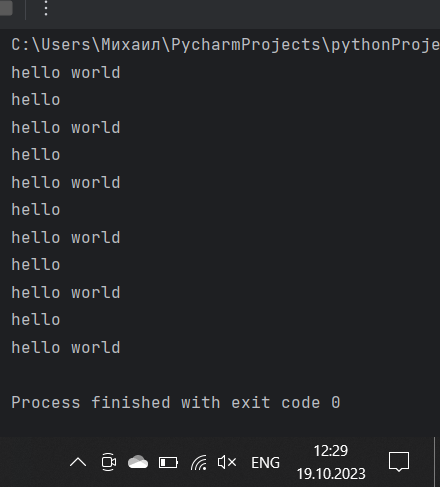 C:\Users\Михаил\PycharmProjects\pythonProje
hello world
hello
hello world
hello
hello world
hello
hello world
hello
hello world
hello
hello world
Process finished with exit code 0
ENG
12:29
19.10.2023